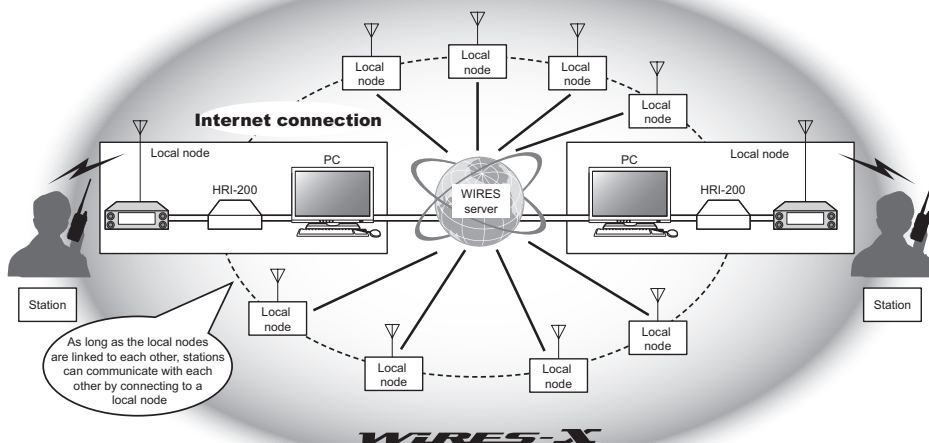 Local
node
Local
node
Local
node
Local
node
Internet connection
Local node
PC
HRI-200
WIRES
server
PC
Local node
HRI-200
Station
Station
Local
node
Local
node
Local
node
Local
node
As long as the local nodes
are linked to each other, stations
can communicate with each
other by connecting to a
local node
WiRES-X